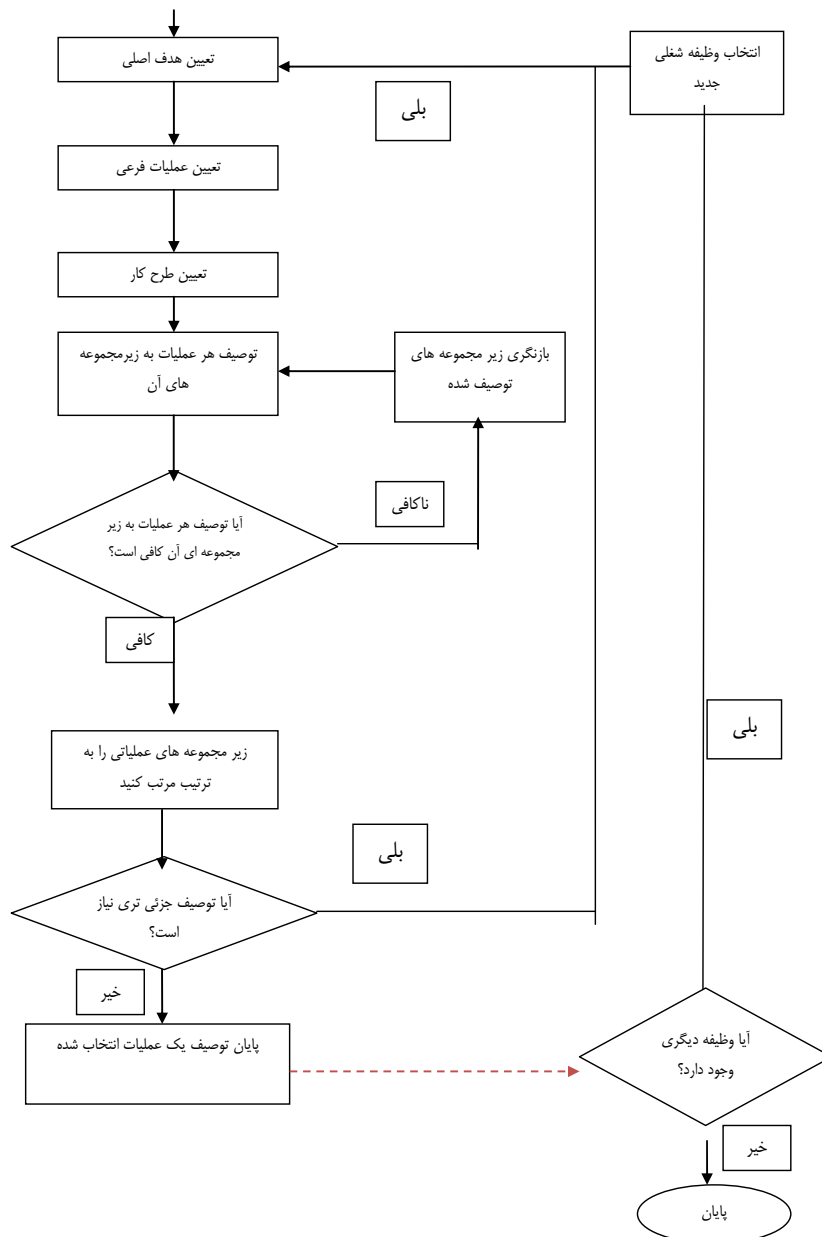 تعیین هدف اصلی
انتخاب وظیفه شغلی
جدید
بلی
تعیین عملیات فرعی
تعیین طرح کار
توصیف هر عملیات به زیرمجموعه
های آن
بازنگری زیر مجموعه های
توصیف شده
ناکافی
آیا توصیف هر عملیات به زیر
مجموعه ای آن کافی است؟
کافی
زیر مجموعه های عملیاتی را به
ترتیب مرتب کنید
بلی
بلی
آیا توصیف جزئی تری نیاز
است؟
خیر
پایان توصیف یک عملیات انتخاب شده
آیا وظیفه دیگری
وجود دارد؟
خیر
پایان